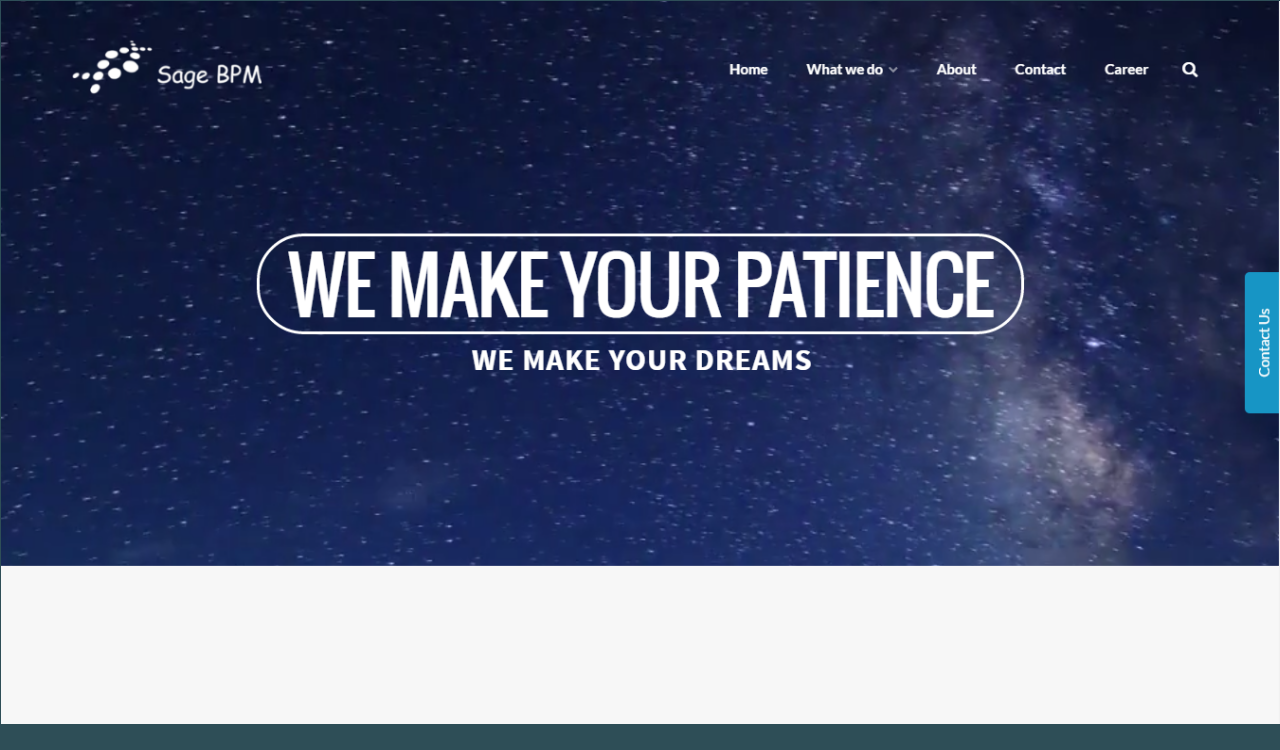 Sage BPM
Home
What we do
About
Contact
Career
WE MAKE YOUR PATIENCE
WE MAKE YOUR DREAMS
Contact Us